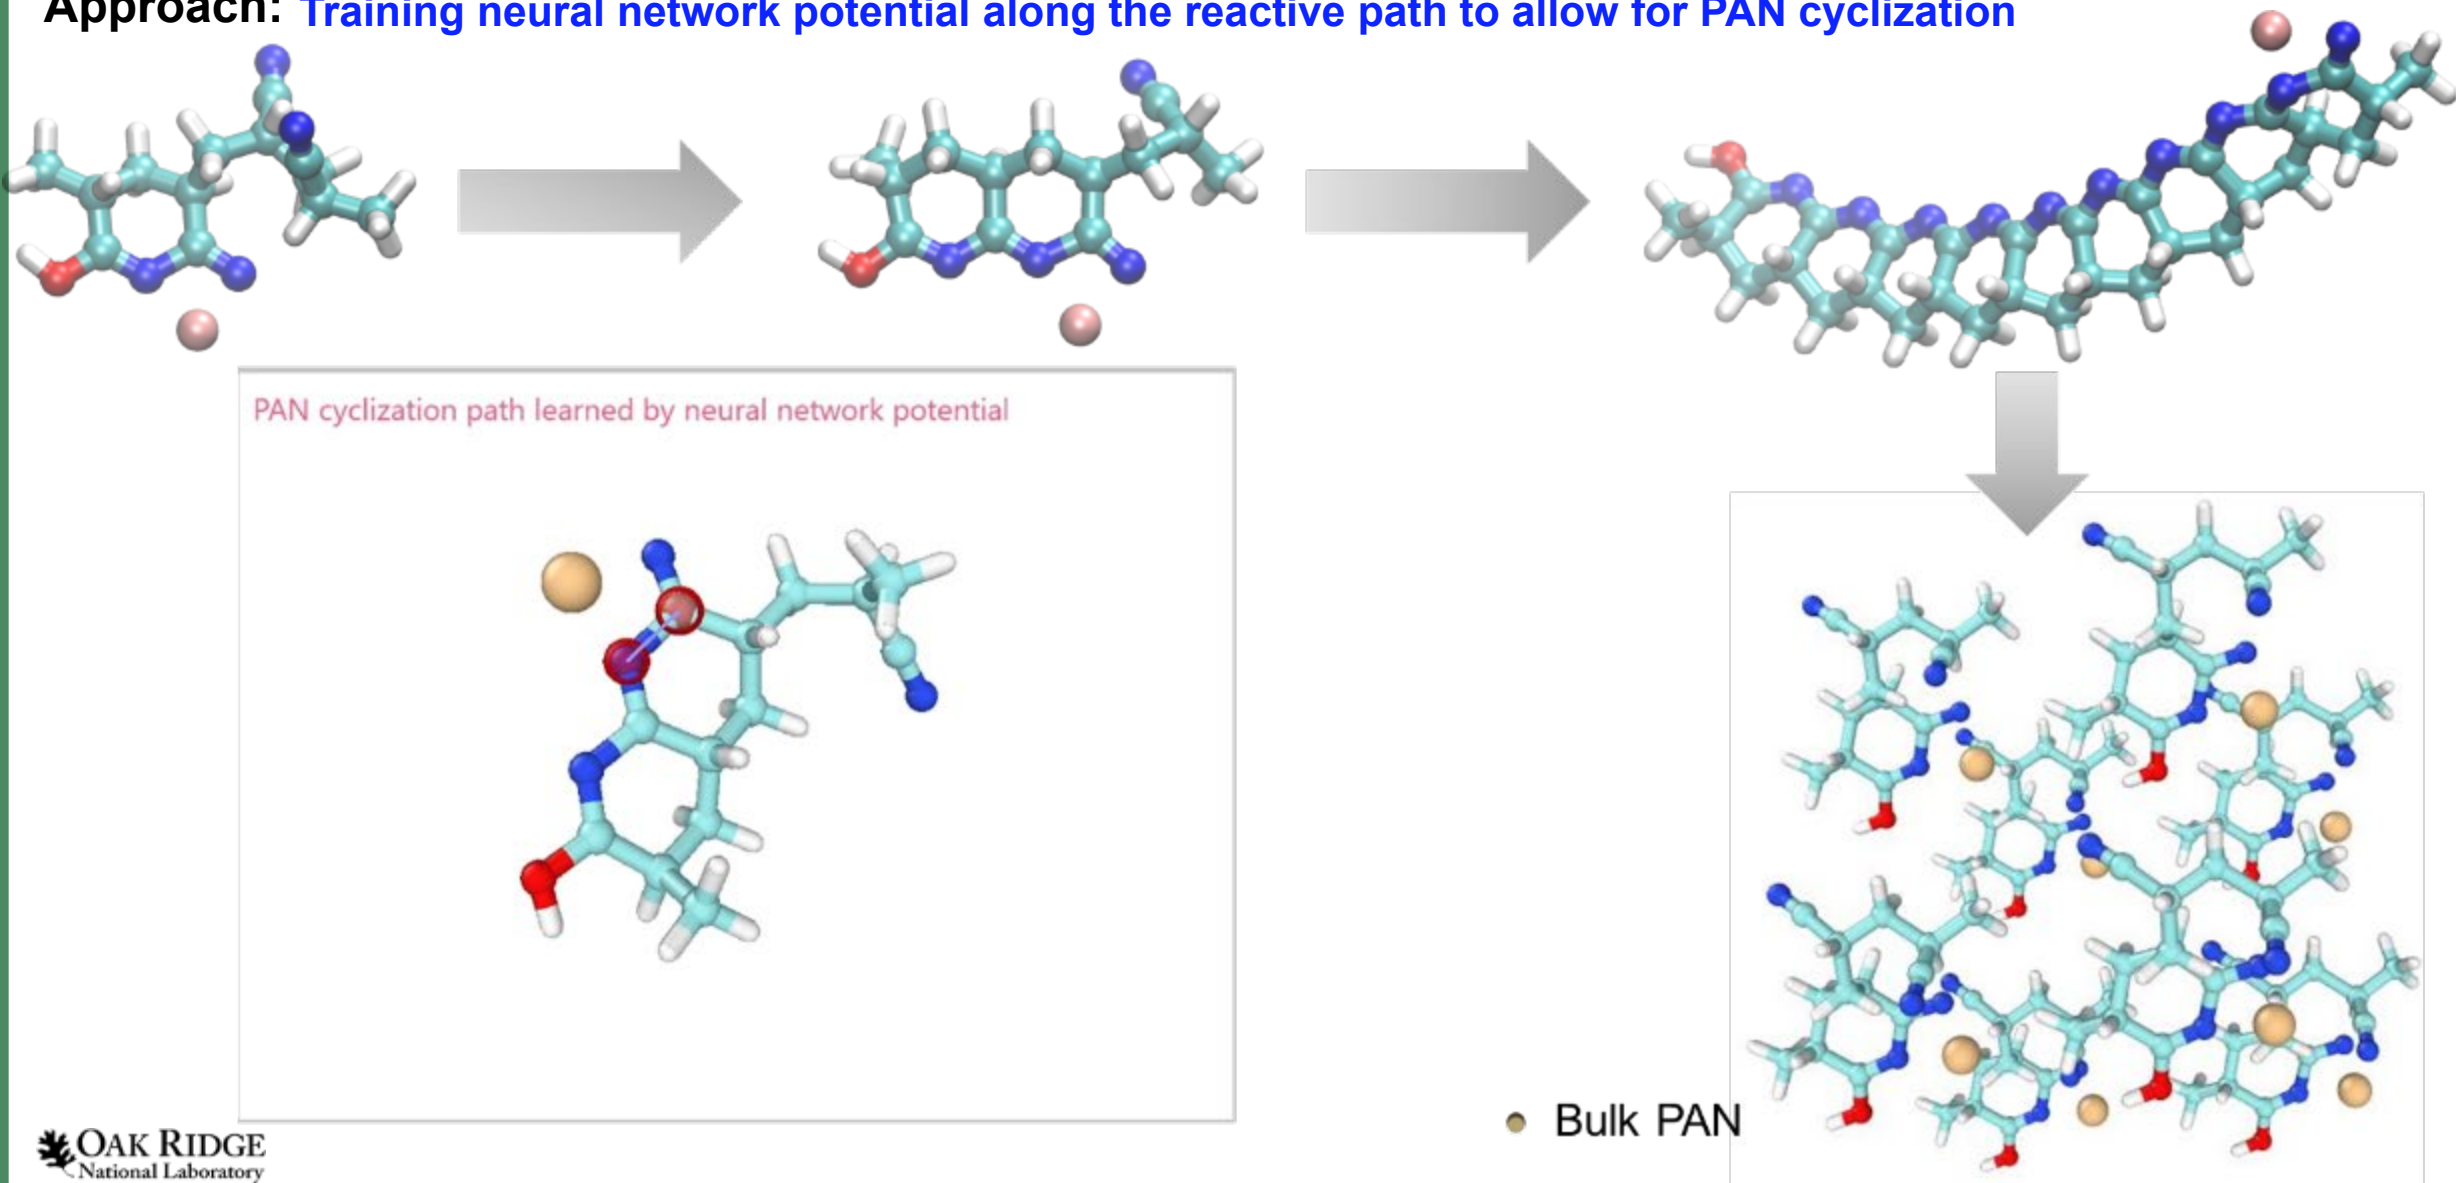 Approach: Training neural network potential along the reactive path to allow for PAN cyclization
PAN cyclization path learned by neural network potential
Bulk PAN
OAK RIDGE
National Laboratory